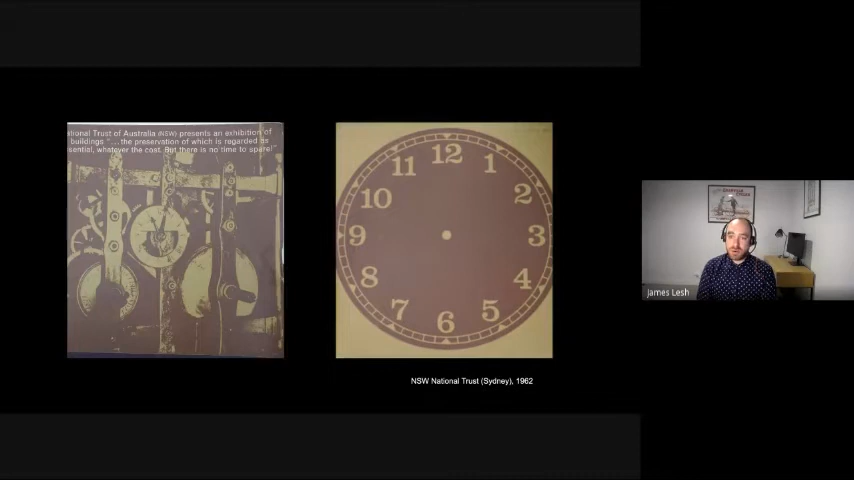 tional Trust of Australia (NSW) presents an exhibition of
buildings "...the preservation of which is regarded as
sential, whatever the cost. But there is no time to spare!"
12
11
1
10
2
9
3
8
4
7
5
6
NSW National Trust (Sydney), 1962
James Lesh